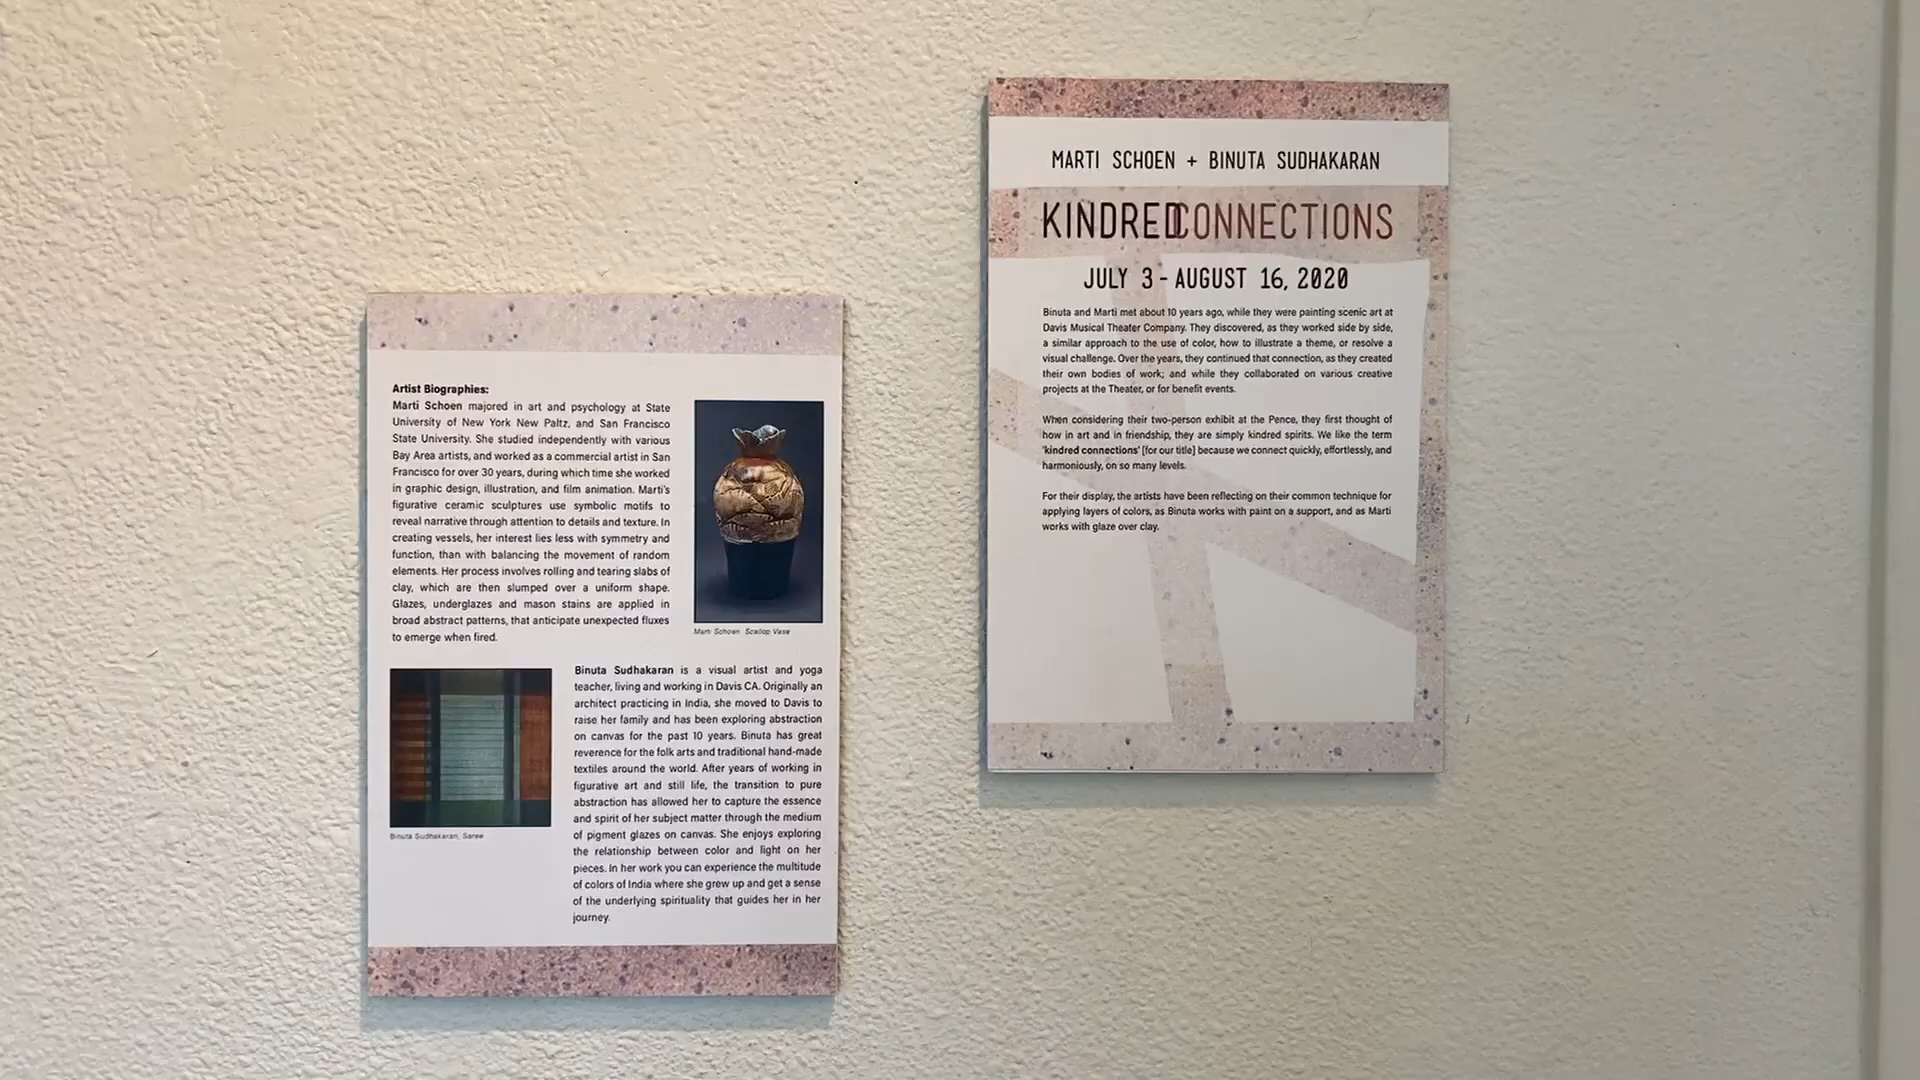 Artist Biographies:
Marti Schoen majored in art and psychology at State
University of New York New Paltz, and San Francisco
State University. She studied independently with various
Bay Area artists, and worked as a commercial artist in San
Francisco for over 30 years, during which time she worked
in graphic design, illustration, and film animation. Marti's
figurative ceramic sculptures use symbolic motifs to
reveal narrative through attention to details and texture. In
creating vessels, her interest lies less with symmetry and
function, than with balancing the movement of random
elements. Her process involves rolling and tearing slabs of
clay, which are then slumped over a uniform shape.
Glazes, underglazes and mason stains are applied in
broad abstract patterns, that anticipate unexpected fluxes
to emerge when fired.
Marti Schoen Scallop Vase
Binuta Sudhakaran is a visual artist and yoga
teacher, living and working in Davis CA. Originally an
architect practicing in India, she moved to Davis to
raise her family and has been exploring abstraction
on canvas for the past 10 years. Binuta has great
reverence for the folk arts and traditional hand-made
textiles around the world. After years of working in
figurative art and still life, the transition to pure
abstraction has allowed her to capture the essence
and spirit of her subject matter through the medium
of pigment glazes on canvas. She enjoys exploring
the relationship between color and light on her
pieces. In her work you can experience the multitude
of colors of India where she grew up and get a sense
of the underlying spirituality that guides her in her
journey.
Binuta Sudhakaran, Saree
MARTI SCHOEN + BINUTA SUDHAKARAN
KINDREDCONNECTIONS
JULY 3 - AUGUST 16, 2020
Binuta and Marti met about 10 years ago, while they were painting scenic art at
Davis Musical Theater Company. They discovered, as they worked side by side,
a similar approach to the use of color, how to illustrate a theme, or resolve a
visual challenge. Over the years, they continued that connection, as they created
their own bodies of work; and while they collaborated on various creative
projects at the Theater, or for benefit events.
When considering their two-person exhibit at the Pence, they first thought of
how in art and in friendship, they are simply kindred spirits. We like the term
'kindred connections' [for our title] because we connect quickly, effortlessly, and
harmoniously, on so many levels.
For their display, the artists have been reflecting on their common technique for
applying layers of colors, as Binuta works with paint on a support, and as Marti
works with glaze over clay.